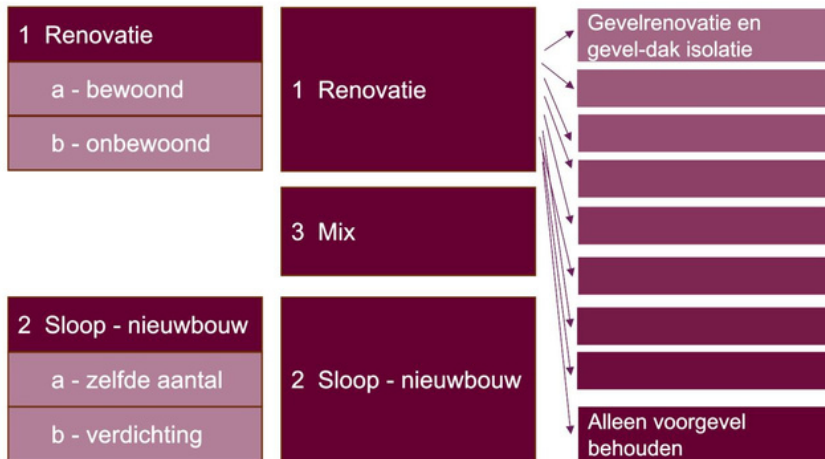 1 Renovatie
a - bewoond
b - onbewoond
2 Sloop - nieuwbouw
a - zelfde aantal
b - verdichting
1 Renovatie
3 Mix
2 Sloop - nieuwbouw
Gevelrenovatie en
gevel-dak isolatie
Alleen voorgevel
behouden